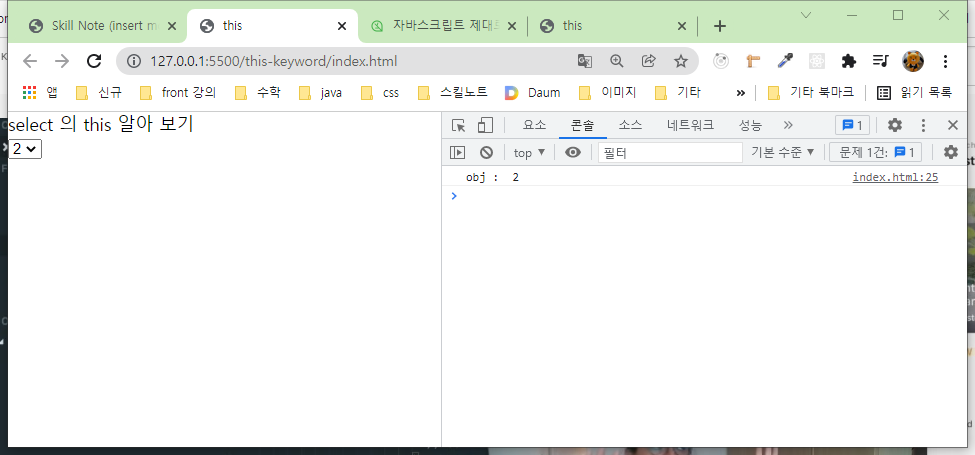 Skill Note (insert m
this
자바스크립트 제대로
this
127.0.0.1:5500/this-keyword/index.html
앱 신규 front 강의 수학 java css 스킬노트 Daum 이미지 기타 » 기타 북마크 읽기 목록
select 의 this 알아 보기
2
요소 콘솔 소스 네트워크 성능 » 1
top ▼ 필터 기본 수준 ▼ 문제 1건: 1
obj : 2 index.html:25
>